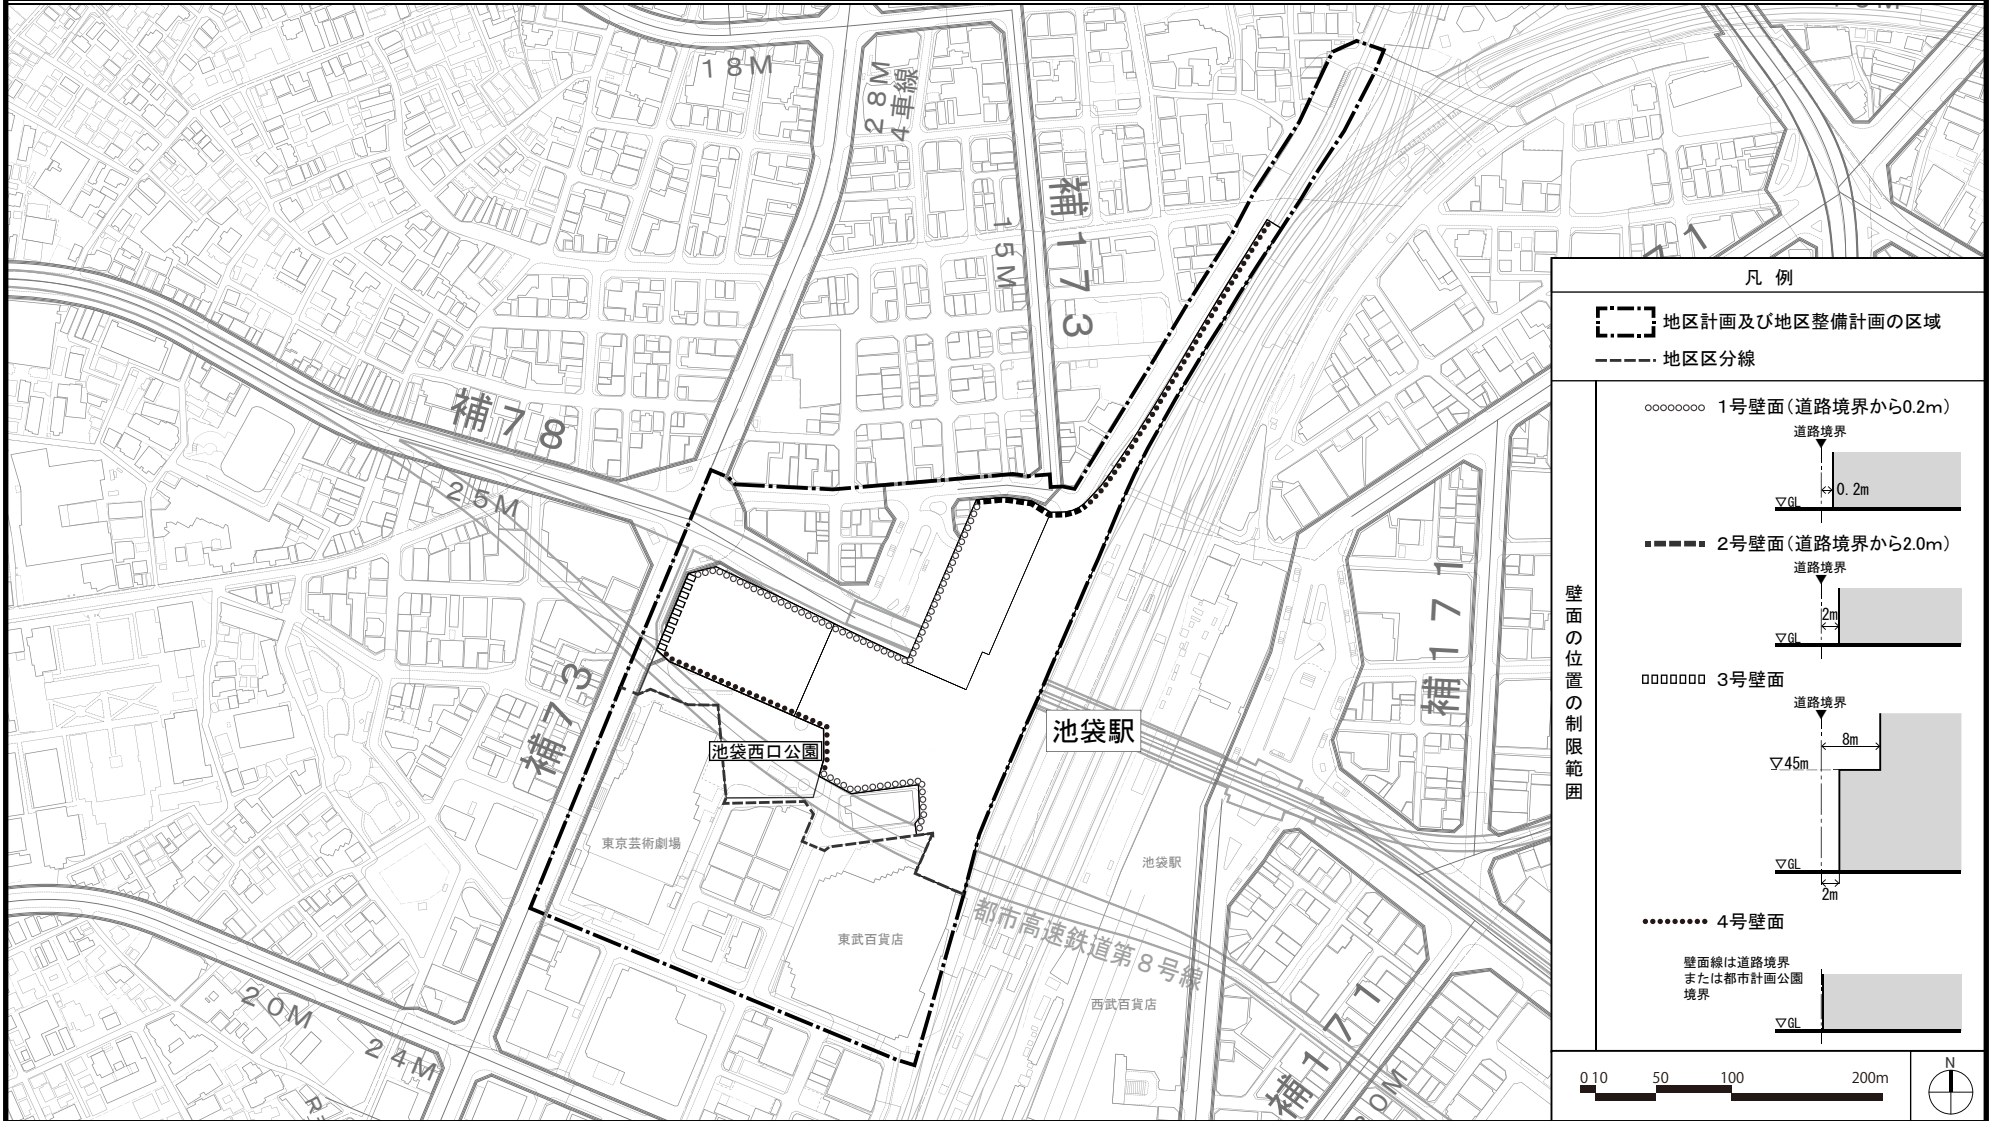 18M
28M
4車線
15M
補173
補78
25M
補73
池袋西口公園
池袋駅
東京芸術劇場
東武百貨店
池袋駅
西武百貨店
都市高速鉄道第8号線
補171
補171
20M
24M
凡 例
地区計画及び地区整備計画の区域
地区区分線
壁面の位置の制限範囲
1号壁面(道路境界から0.2m)
道路境界
0.2m
▽GL
2号壁面(道路境界から2.0m)
道路境界
2m
▽GL
3号壁面
道路境界
8m
▽45m
▽GL
2m
4号壁面
壁面線は道路境界
または都市計画公園
境界
▽GL
0 10 50 100 200m
N